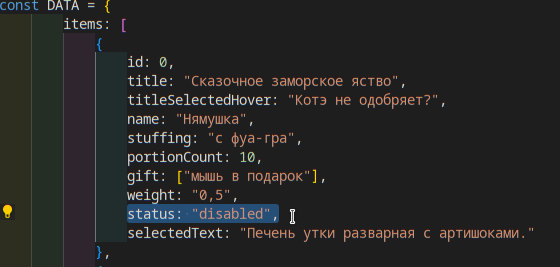 const DATA = {
items: [
{
id: 0,
title: "Сказочное заморское яство",
titleSelectedHover: "Котэ не одобряет?",
name: "Нямушка",
stuffing: "с фуа-гра",
portionCount: 10,
gift: ["мышь в подарок"],
weight: "0,5",
status: "disabled",
selectedText: "Печень утки разварная с артишоками."
},